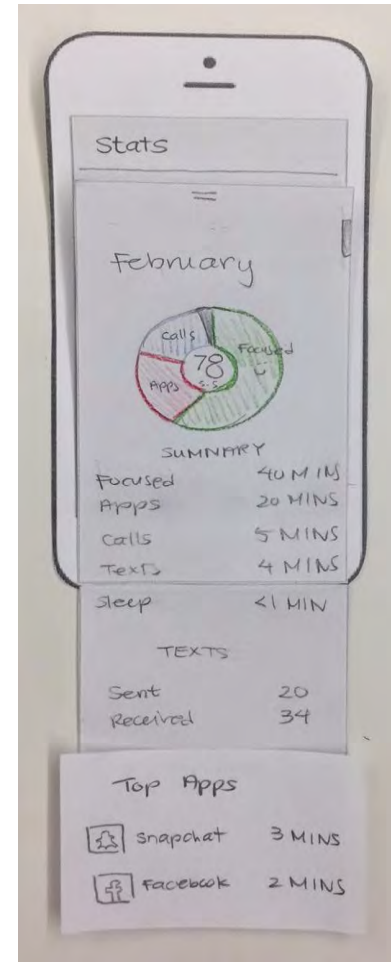 Stats
February
Calls
Focused
78
S.S.
Apps
SUMMARY
Focused 40 MINS
Apps 20 MINS
Calls 5 MINS
Texts 4 MINS
Sleep <1 MIN
TEXTS
Sent 20
Received 34
Top Apps
Snapchat 3 MINS
f Facebook 2 MINS